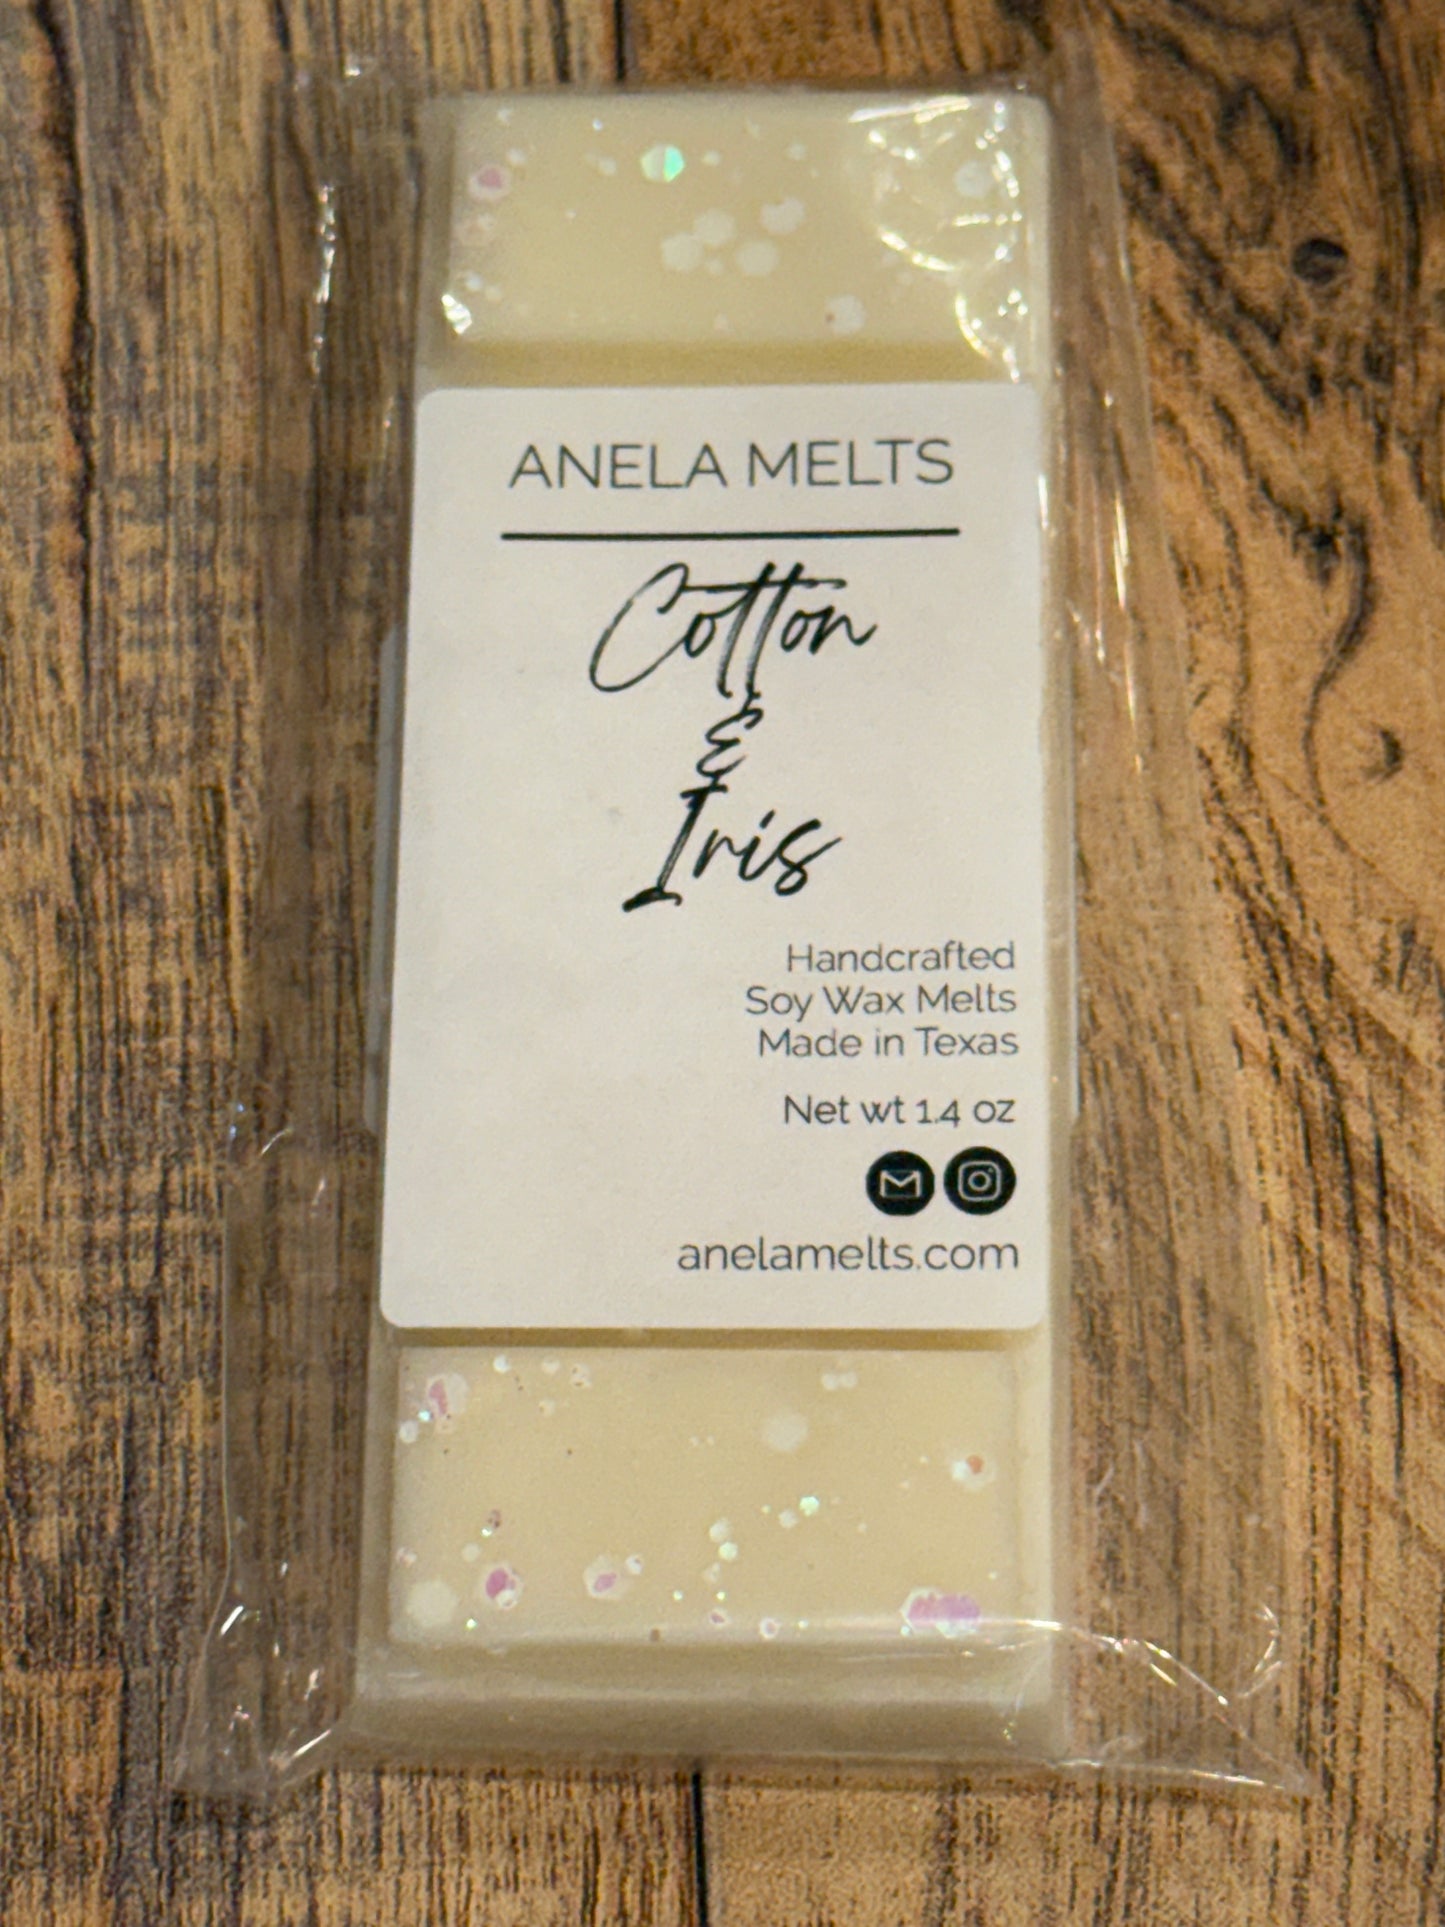 ANELA MELTS
Cotton
&
Iris
Handcrafted
Soy Wax Melts
Made in Texas
Net wt 1.4 oz
anelamelts.com